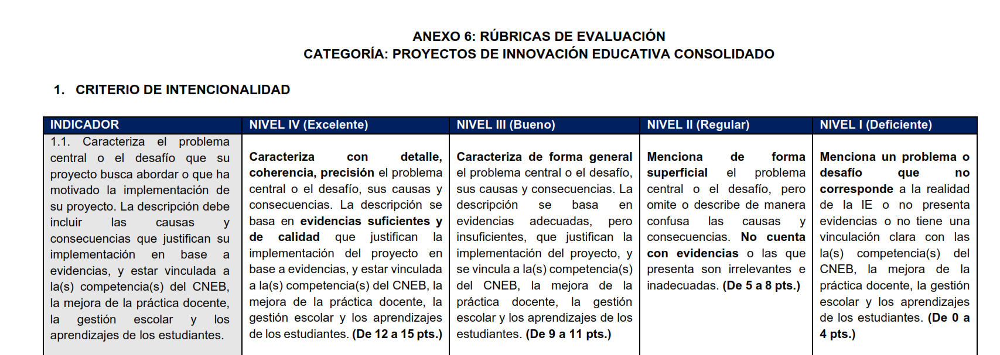 ANEXO 6: RÚBRICAS DE EVALUACIÓN
CATEGORÍA: PROYECTOS DE INNOVACIÓN EDUCATIVA CONSOLIDADO
1. CRITERIO DE INTENCIONALIDAD
INDICADOR
1.1. Caracteriza el problema
central o el desafío que su
proyecto busca abordar o que ha
motivado la implementación de
su proyecto. La descripción debe
incluir las causas y
consecuencias que justifican su
implementación en base a
evidencias, y estar vinculada a
la(s) competencia(s) del CNEB,
la mejora de la práctica docente,
la gestión escolar y los
aprendizajes de los estudiantes.
NIVEL IV (Excelente)
Caracteriza con detalle,
coherencia, precisión el problema
central o el desafío, sus causas y
consecuencias. La descripción se
basa en evidencias suficientes y
de calidad que justifican la
implementación del proyecto en
base a evidencias, y estar vinculada
a la(s) competencia(s) del CNEB, la
mejora de la práctica docente, la
gestión escolar y los aprendizajes
de los estudiantes. (De 12 a 15 pts.)
NIVEL III (Bueno)
Caracteriza de forma general
el problema central o el desafío,
sus causas y consecuencias. La
descripción se basa en
evidencias adecuadas, pero
insuficientes, que justifican la
implementación del proyecto, y
se vincula a la(s) competencia(s)
del CNEB, la mejora de la
práctica docente, la gestión
escolar y los aprendizajes de los
estudiantes. (De 9 a 11 pts.)
NIVEL II (Regular)
Menciona de forma
superficial el problema
central o el desafío, pero
omite o describe de manera
confusa las causas y
consecuencias. No cuenta
con evidencias o las que
presenta son irrelevantes e
inadecuadas. (De 5 a 8 pts.)
NIVEL I (Deficiente)
Menciona un problema o
desafío que no
corresponde a la realidad
de la IE o no presenta
evidencias o no tiene una
vinculación clara con las
la(s) competencia(s) del
CNEB, la mejora de la
práctica docente, la gestión
escolar y los aprendizajes
de los estudiantes. (De 0 a
4 pts.)